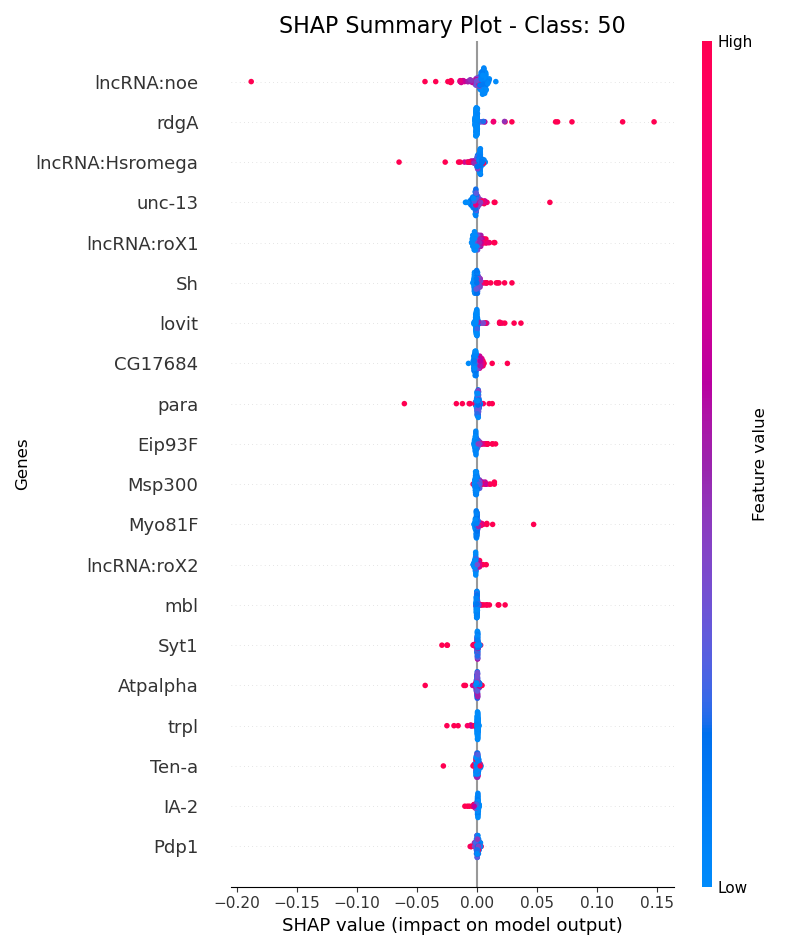 SHAP Summary Plot - Class: 50
High
lncRNA:noe
rdgA
lncRNA:Hsromega
unc-13
lncRNA:roX1
Sh
lovit
CG17684
para
Eip93F
Msp300
Myo81F
lncRNA:roX2
mbl
Syt1
Atpalpha
trpl
Ten-a
IA-2
Pdp1
Genes
Feature value
Low
−0.20 −0.15 −0.10 −0.05 0.00 0.05 0.10 0.15
SHAP value (impact on model output)